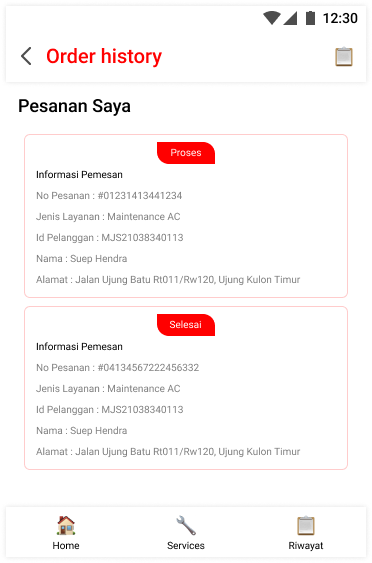 12:30
Order history
Pesanan Saya
Proses
Informasi Pemesan
No Pesanan : #01231413441234
Jenis Layanan : Maintenance AC
Id Pelanggan : MJS21038340113
Nama : Suep Hendra
Alamat : Jalan Ujung Batu Rt011/Rw120, Ujung Kulon Timur
Selesai
Informasi Pemesan
No Pesanan : #04134567222456332
Jenis Layanan : Maintenance AC
Id Pelanggan : MJS21038340113
Nama : Suep Hendra
Alamat : Jalan Ujung Batu Rt011/Rw120, Ujung Kulon Timur
Home Services Riwayat